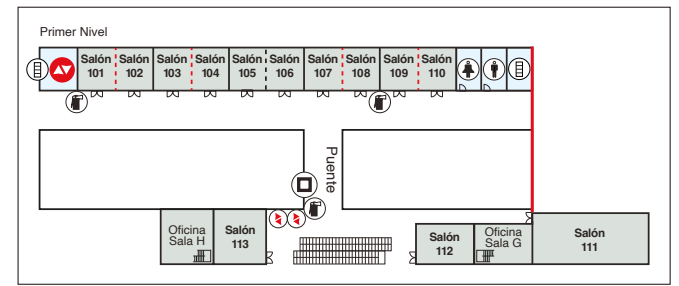 Primer Nivel
Salón Salón Salón Salón Salón Salón Salón Salón Salón Salón
101 102 103 104 105 106 107 108 109 110
Puente
Oficina
Sala H
Salón
113
Salón
112
Oficina
Sala G
Salón
111